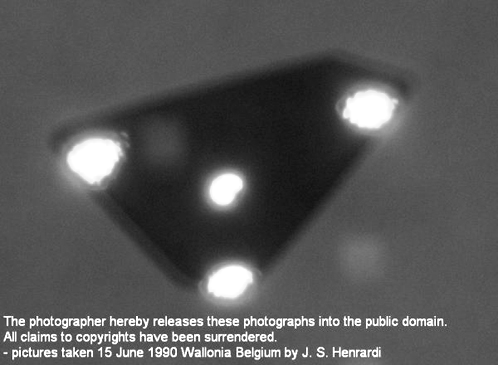 The photographer hereby releases these photographs into the public domain.
All claims to copyrights have been surrendered.
- pictures taken 15 June 1990 Wallonia Belgium by J. S. Henrardi